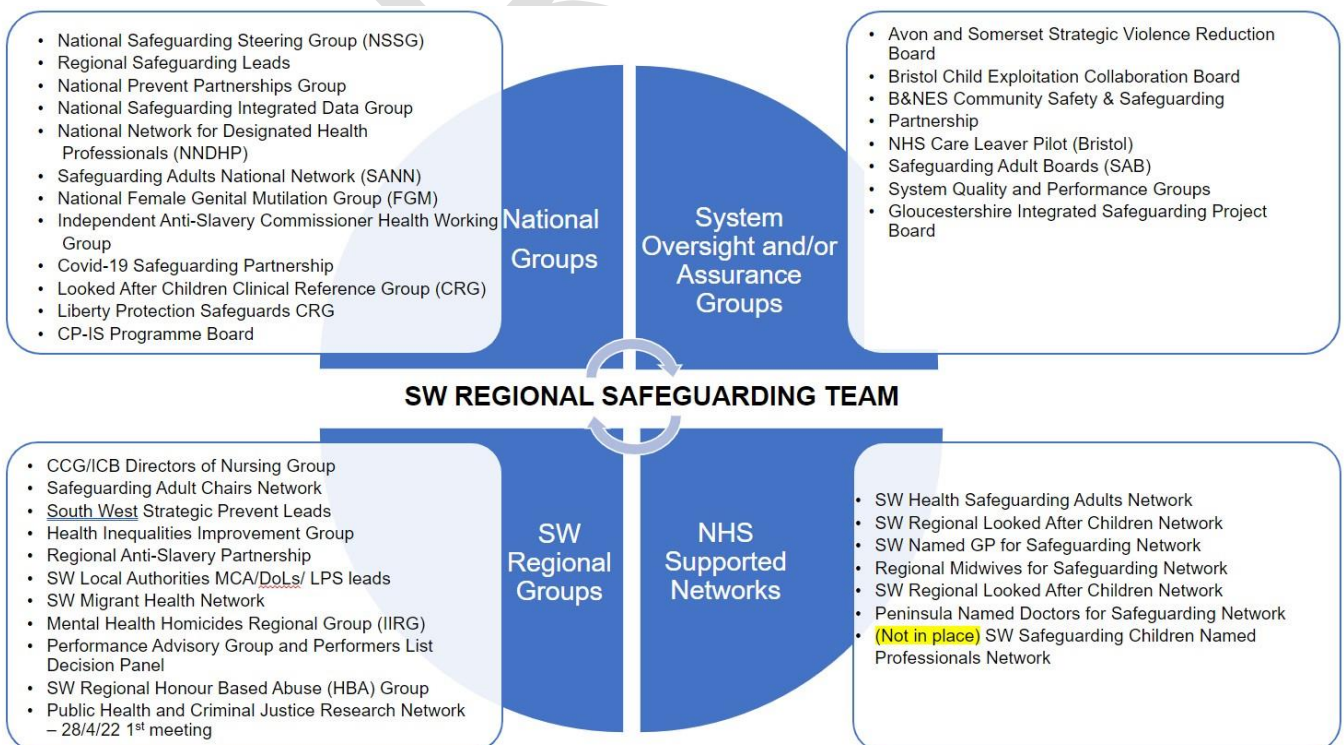 • National Safeguarding Steering Group (NSSG)
• Regional Safeguarding Leads
• National Prevent Partnerships Group
• National Safeguarding Integrated Data Group
• National Network for Designated Health
Professionals (NNDHP)
• Safeguarding Adults National Network (SANN)
• National Female Genital Mutilation Group (FGM)
• Independent Anti-Slavery Commissioner Health Working
Group
• Covid-19 Safeguarding Partnership
• Looked After Children Clinical Reference Group (CRG)
• Liberty Protection Safeguards CRG
• CP-IS Programme Board
National
Groups
System
Oversight and/or
Assurance
Groups
• Avon and Somerset Strategic Violence Reduction
Board
• Bristol Child Exploitation Collaboration Board
• B&NES Community Safety & Safeguarding
• Partnership
• NHS Care Leaver Pilot (Bristol)
• Safeguarding Adult Boards (SAB)
• System Quality and Performance Groups
• Gloucestershire Integrated Safeguarding Project
Board
SW REGIONAL SAFEGUARDING TEAM
• CCG/ICB Directors of Nursing Group
• Safeguarding Adult Chairs Network
• South West Strategic Prevent Leads
• Health Inequalities Improvement Group
• Regional Anti-Slavery Partnership
• SW Local Authorities MCA/DoLs/ LPS leads
• SW Migrant Health Network
• Mental Health Homicides Regional Group (IIRG)
• Performance Advisory Group and Performers List
Decision Panel
• SW Regional Honour Based Abuse (HBA) Group
• Public Health and Criminal Justice Research Network
– 28/4/22 1st meeting
SW
Regional
Groups
NHS
Supported
Networks
• SW Health Safeguarding Adults Network
• SW Regional Looked After Children Network
• SW Named GP for Safeguarding Network
• Regional Midwives for Safeguarding Network
• SW Regional Looked After Children Network
• Peninsula Named Doctors for Safeguarding Network
• (Not in place) SW Safeguarding Children Named
Professionals Network